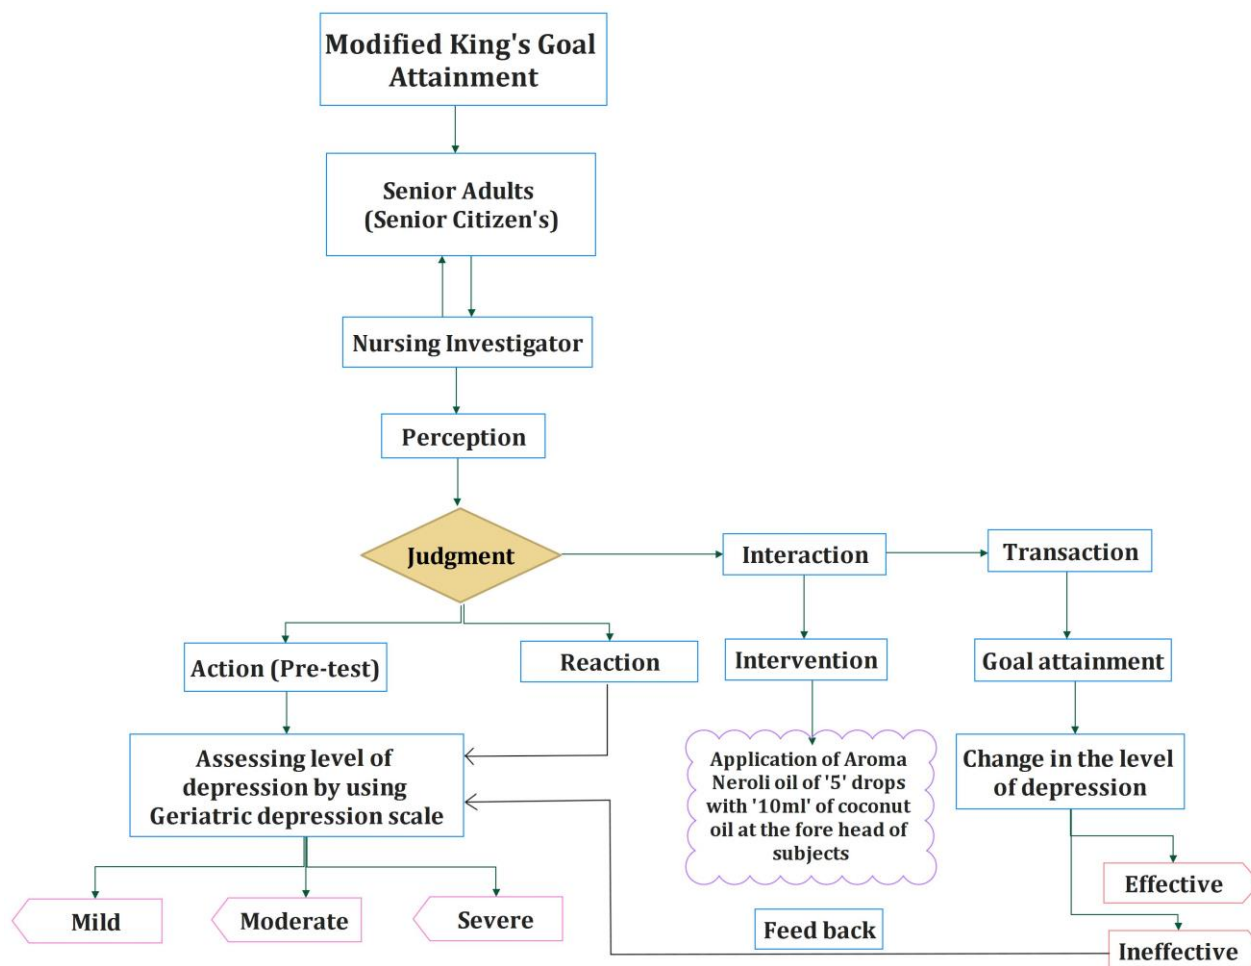 Modified King's Goal
Attainment
Senior Adults
(Senior Citizen's)
Nursing Investigator
Perception
Judgment
Interaction
Transaction
Action (Pre-test)
Reaction
Intervention
Goal attainment
Assessing level of
depression by using
Geriatric depression scale
Application of Aroma
Neroli oil of '5' drops
with '10ml' of coconut
oil at the fore head of
subjects
Change in the level
of depression
Mild
Moderate
Severe
Effective
Feed back
Ineffective